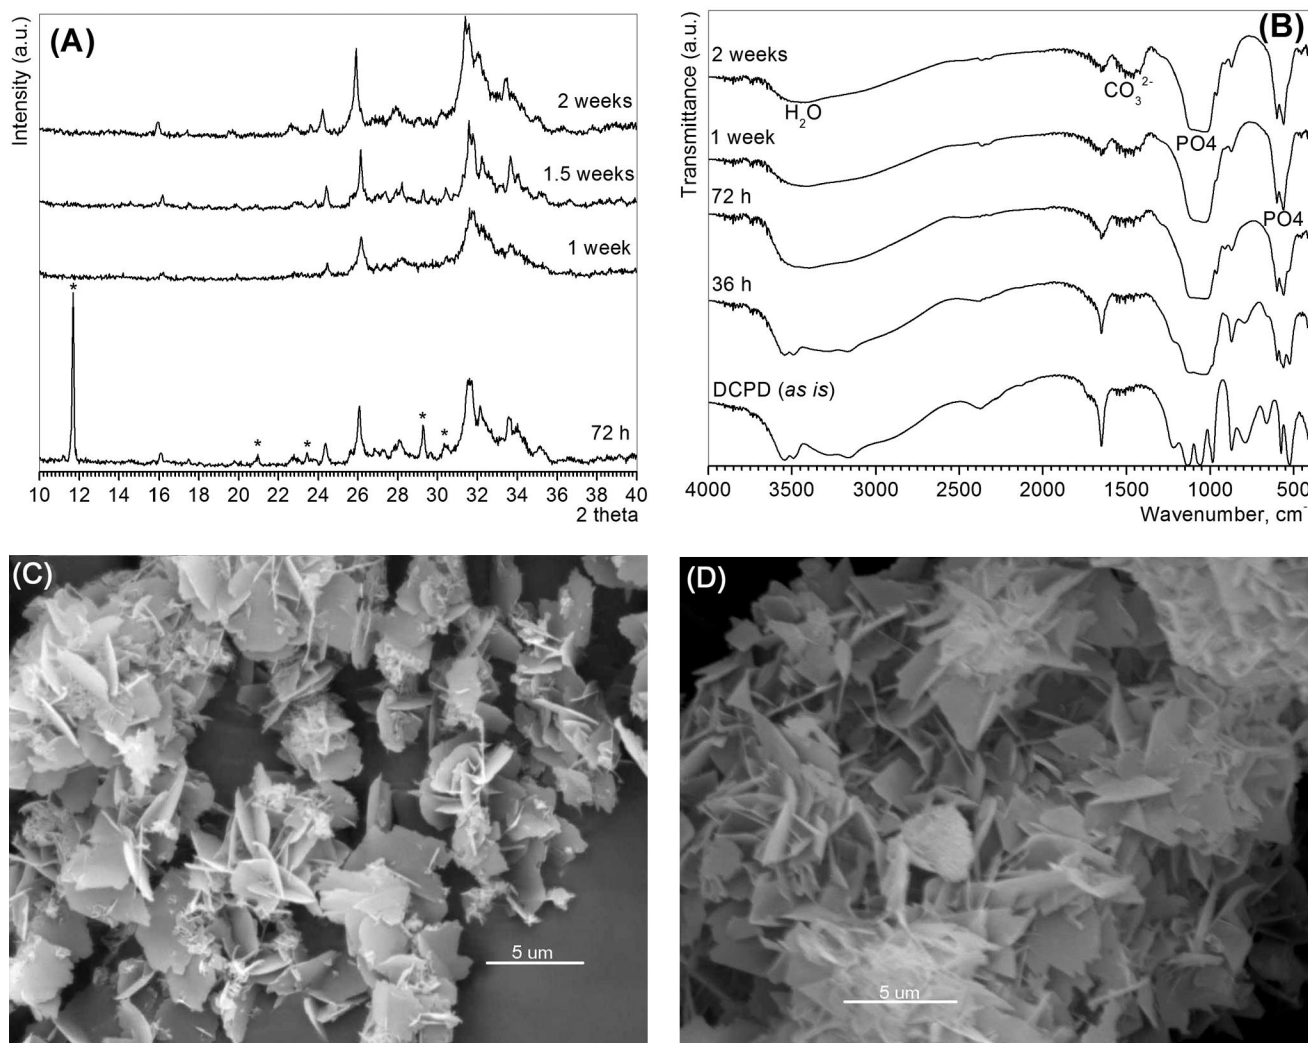 (A)
Intensity (a.u.)
2 weeks
1.5 weeks
1 week
*
* * * *
72 h
10 12 14 16 18 20 22 24 26 28 30 32 34 36 38 40
2 theta
(B)
Transmittance (a.u.)
2 weeks
H₂O
CO₃²⁻
1 week
PO4
72 h
PO4
36 h
DCPD (as is)
4000 3500 3000 2500 2000 1500 1000 500
Wavenumber, cm⁻
(C)
5 um
(D)
5 um